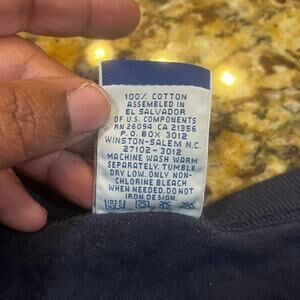 100% COTTON
ASSEMBLED IN
EL SALVADOR
OF U.S. COMPONENTS
RN 26094 CA 21356
P.O. BOX 3012
WINSTON-SALEM N.C.
27102-3012
MACHINE WASH WARM
SEPARATELY. TUMBLE
DRY LOW. ONLY NON-
CHLORINE BLEACH
WHEN NEEDED. DO NOT
IRON DESIGN.